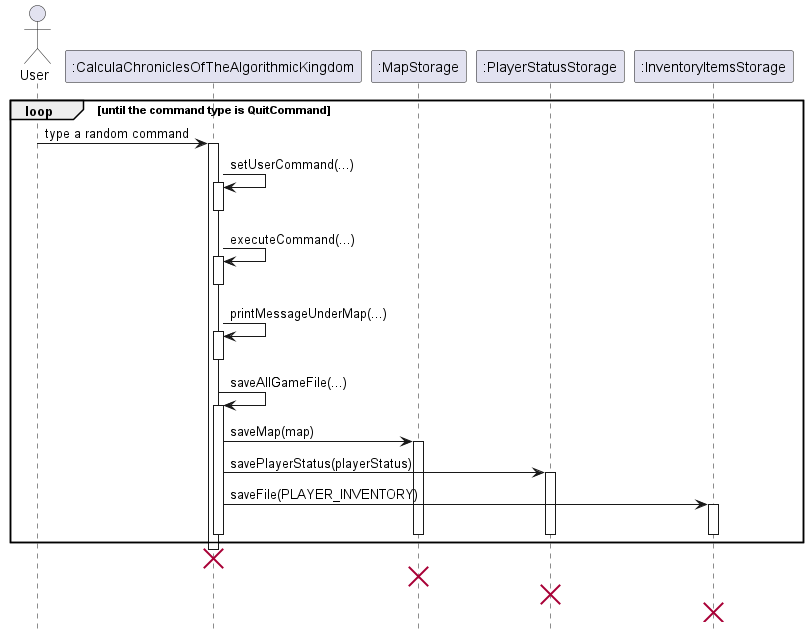 User
:CalculaChroniclesOfTheAlgorithmicKingdom
:MapStorage
:PlayerStatusStorage
:InventoryItemsStorage
loop [until the command type is QuitCommand]
type a random command
setUserCommand(...)
executeCommand(...)
printMessageUnderMap(...)
saveAllGameFile(...)
saveMap(map)
savePlayerStatus(playerStatus)
saveFile(PLAYER_INVENTORY)